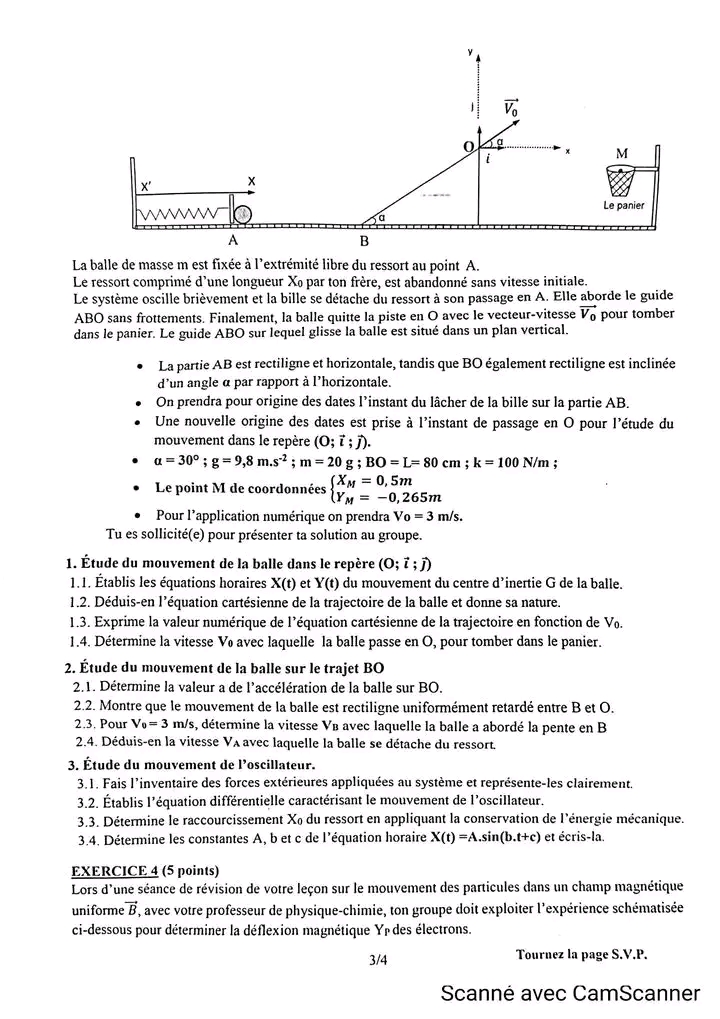 y
j
V₀
O
α
i
x
M
X'
X
Le panier
α
A
B
La balle de masse m est fixée à l'extrémité libre du ressort au point A.
Le ressort comprimé d'une longueur X₀ par ton frère, est abandonné sans vitesse initiale.
Le système oscille brièvement et la bille se détache du ressort à son passage en A. Elle aborde le guide
ABO sans frottements. Finalement, la balle quitte la piste en O avec le vecteur-vitesse V₀ pour tomber
dans le panier. Le guide ABO sur lequel glisse la balle est situé dans un plan vertical.
• La partie AB est rectiligne et horizontale, tandis que BO également rectiligne est inclinée
d'un angle α par rapport à l'horizontale.
• On prendra pour origine des dates l'instant du lâcher de la bille sur la partie AB.
• Une nouvelle origine des dates est prise à l'instant de passage en O pour l'étude du
mouvement dans le repère (O; i ; j).
• α = 30° ; g = 9,8 m.s⁻² ; m = 20 g ; BO = L= 80 cm ; k = 100 N/m ;
• Le point M de coordonnées { X_M = 0,5m
Y_M = −0,265m
• Pour l'application numérique on prendra Vo = 3 m/s.
Tu es sollicité(e) pour présenter ta solution au groupe.
1. Étude du mouvement de la balle dans le repère (O; i ; j)
1.1. Établis les équations horaires X(t) et Y(t) du mouvement du centre d'inertie G de la balle.
1.2. Déduis-en l'équation cartésienne de la trajectoire de la balle et donne sa nature.
1.3. Exprime la valeur numérique de l'équation cartésienne de la trajectoire en fonction de V₀.
1.4. Détermine la vitesse V₀ avec laquelle la balle passe en O, pour tomber dans le panier.
2. Étude du mouvement de la balle sur le trajet BO
2.1. Détermine la valeur a de l'accélération de la balle sur BO.
2.2. Montre que le mouvement de la balle est rectiligne uniformément retardé entre B et O.
2.3. Pour V₀ = 3 m/s, détermine la vitesse V_B avec laquelle la balle a abordé la pente en B
2.4. Déduis-en la vitesse V_A avec laquelle la balle se détache du ressort.
3. Étude du mouvement de l'oscillateur.
3.1. Fais l'inventaire des forces extérieures appliquées au système et représente-les clairement.
3.2. Établis l'équation différentielle caractérisant le mouvement de l'oscillateur.
3.3. Détermine le raccourcissement X₀ du ressort en appliquant la conservation de l'énergie mécanique.
3.4. Détermine les constantes A, b et c de l'équation horaire X(t) =A.sin(b.t+c) et écris-la.
EXERCICE 4 (5 points)
Lors d'une séance de révision de votre leçon sur le mouvement des particules dans un champ magnétique
uniforme B, avec votre professeur de physique-chimie, ton groupe doit exploiter l'expérience schématisée
ci-dessous pour déterminer la déflexion magnétique Y_P des électrons.
3/4
Tournez la page S.V.P.
Scanné avec CamScanner